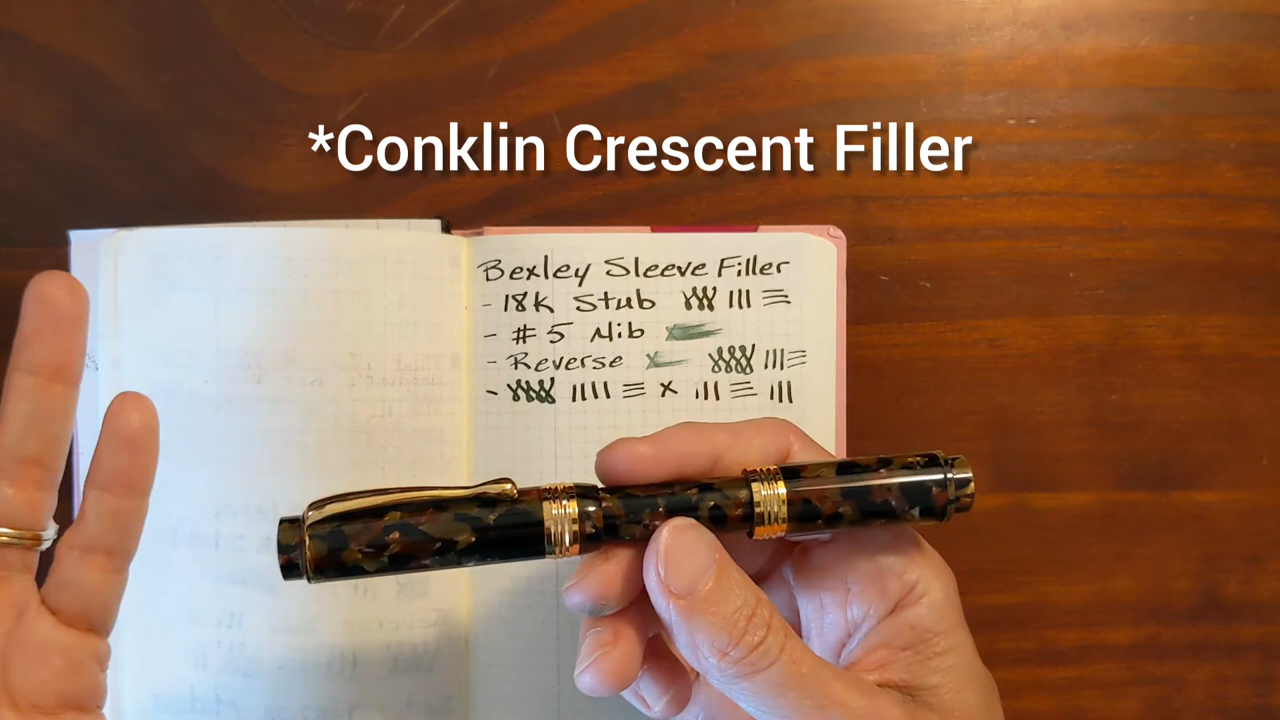 *Conklin Crescent Filler
Bexley Sleeve Filler
- 18K Stub
- #5 Nib
- Reverse